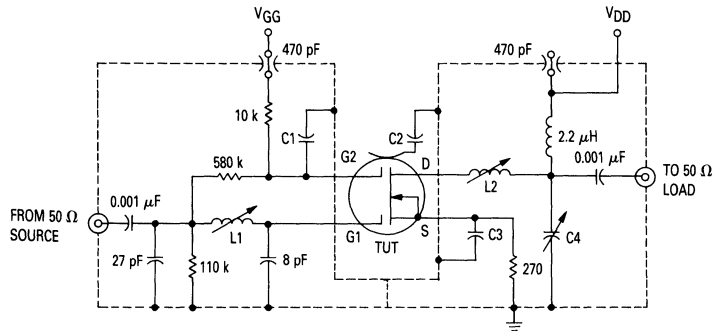 VGG
VDD
470 pF
470 pF
10 k
C1
C2
2.2 μH
580 k
G2
D
0.001 μF
L2
TO 50 Ω
LOAD
0.001 μF
FROM 50 Ω
SOURCE
L1
G1
TUT
S
C3
C4
27 pF
110 k
8 pF
270